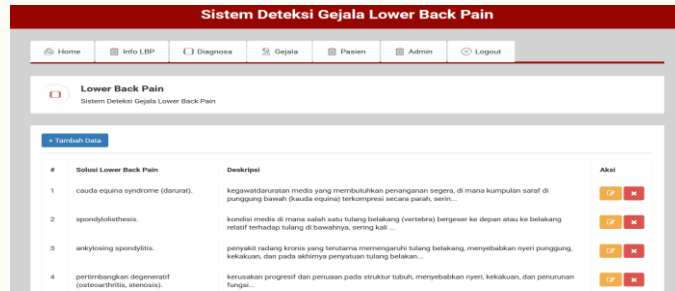 Sistem Deteksi Gejala Lower Back Pain
Home Info LBP Diagnosa Gejala Pasien Admin Logout
Lower Back Pain
Sistem Deteksi Gejala Lower Back Pain
+ Tambah Data
# Solusi Lower Back Pain Deskripsi Aksi
1 cauda equina syndrome (darurat). kegawatdaruratan medis yang membutuhkan penanganan segera, di mana kumpulan saraf di
punggung bawah (kauda equina) terkompresi secara parah, serin...
2 spondylolisthesis. kondisi medis di mana salah satu tulang belakang (vertebra) bergeser ke depan atau ke belakang
relatif terhadap tulang di bawahnya, sering kali ...
3 ankylosing spondylitis. penyakit radang kronis yang terutama memengaruhi tulang belakang, menyebabkan nyeri punggung,
kekakuan, dan pada akhirnya penyatuan tulang belakan...
4 pertimbangkan degeneratif kerusakan progresif dan penuaan pada struktur tubuh, menyebabkan nyeri, kekakuan, dan penurunan
(osteoarthritis, stenosis). fungsi...